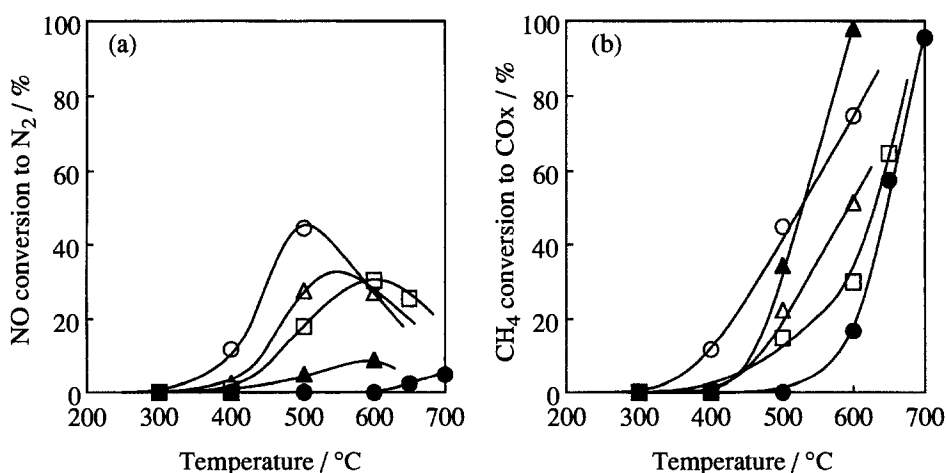 (a)
NO conversion to N2 / %
100
80
60
40
20
0
200 300 400 500 600 700
Temperature / °C
(b)
CH4 conversion to COx / %
100
80
60
40
20
0
200 300 400 500 600 700
Temperature / °C